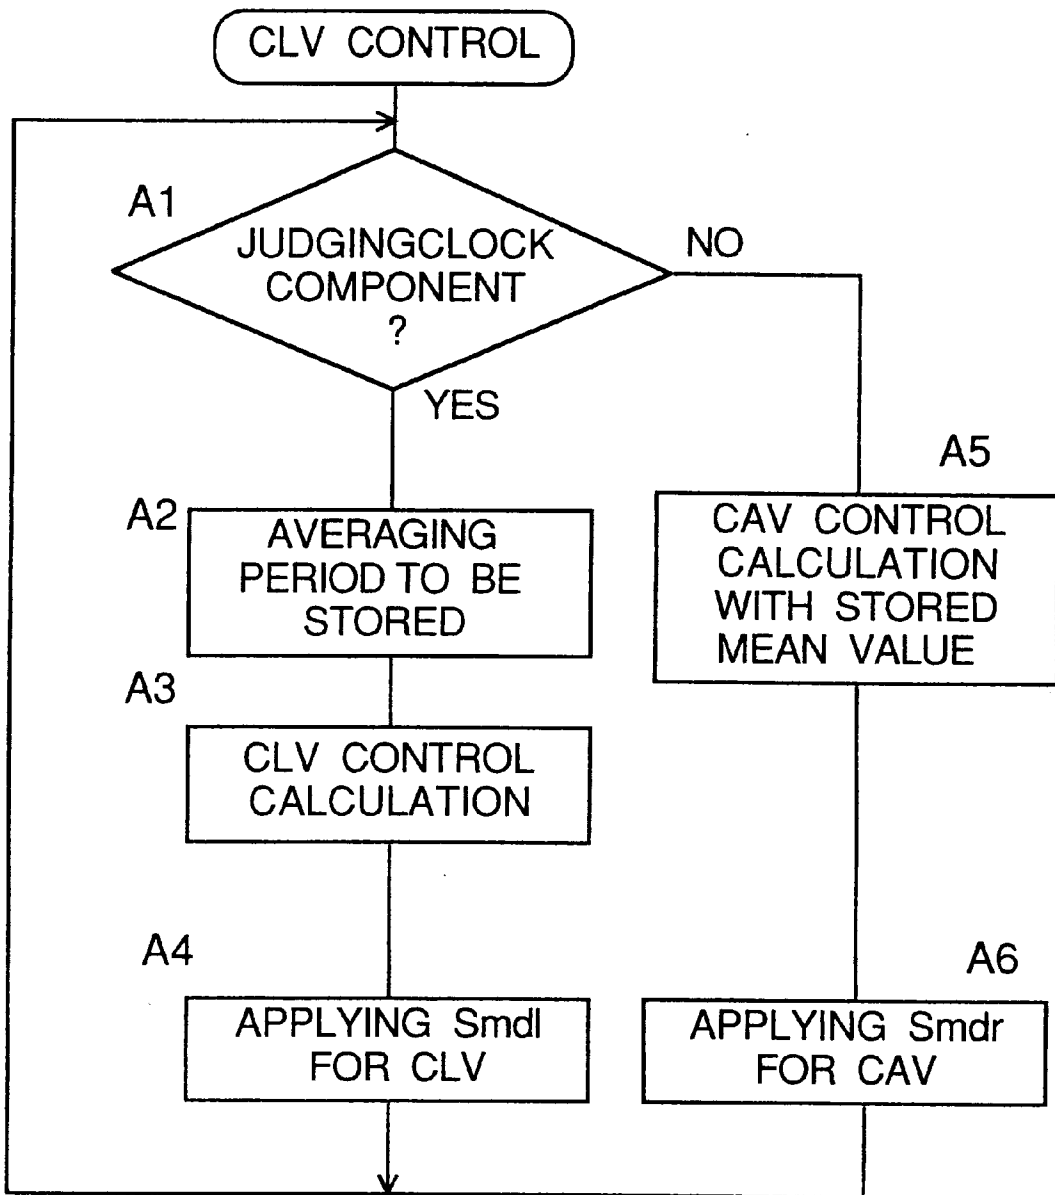 CLV CONTROL
A1
JUDGINGCLOCK
COMPONENT
?
NO
YES
A2
AVERAGING
PERIOD TO BE
STORED
A3
CLV CONTROL
CALCULATION
A4
APPLYING Smdl
FOR CLV
A5
CAV CONTROL
CALCULATION
WITH STORED
MEAN VALUE
A6
APPLYING Smdr
FOR CAV